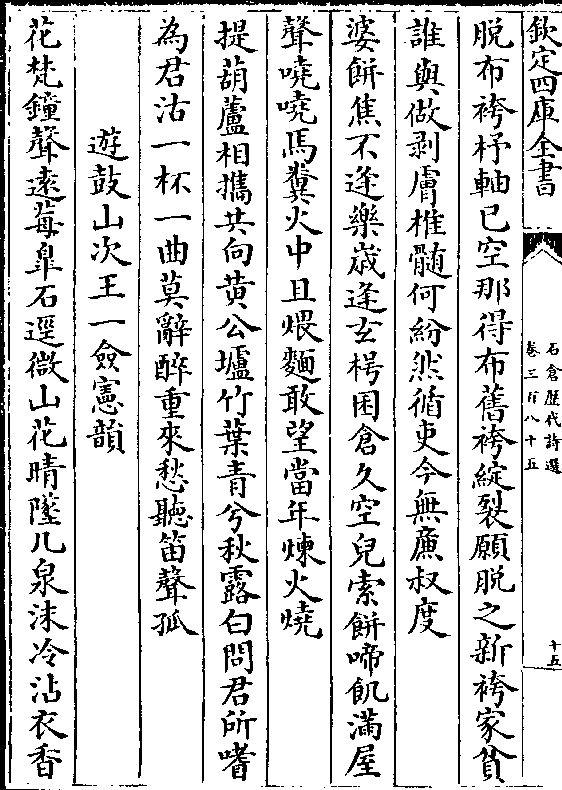 欽定四庫全書
石倉歷代詩選
卷三百八十五
十五
脫布袴杼軸已空那得布舊袴綻裂願脫之新袴家貧
誰與做剥膚椎髓何紛然循吏今無廉叔度
婆餅焦不逢樂歳逢玄枵囷倉久空兒索餅啼飢滿屋
聲嘵嘵馬糞火中且煨麵敢望當年煉火燒
提葫蘆相攜共向黄公壚竹葉青兮秋露白問君所嗜
為君沽一杯一曲莫辭醉重來愁聽笛聲孤
遊鼓山次王一僉憲韻
花梵鐘聲逺莓臯石逕微山花晴墜几泉沫冷沾衣香